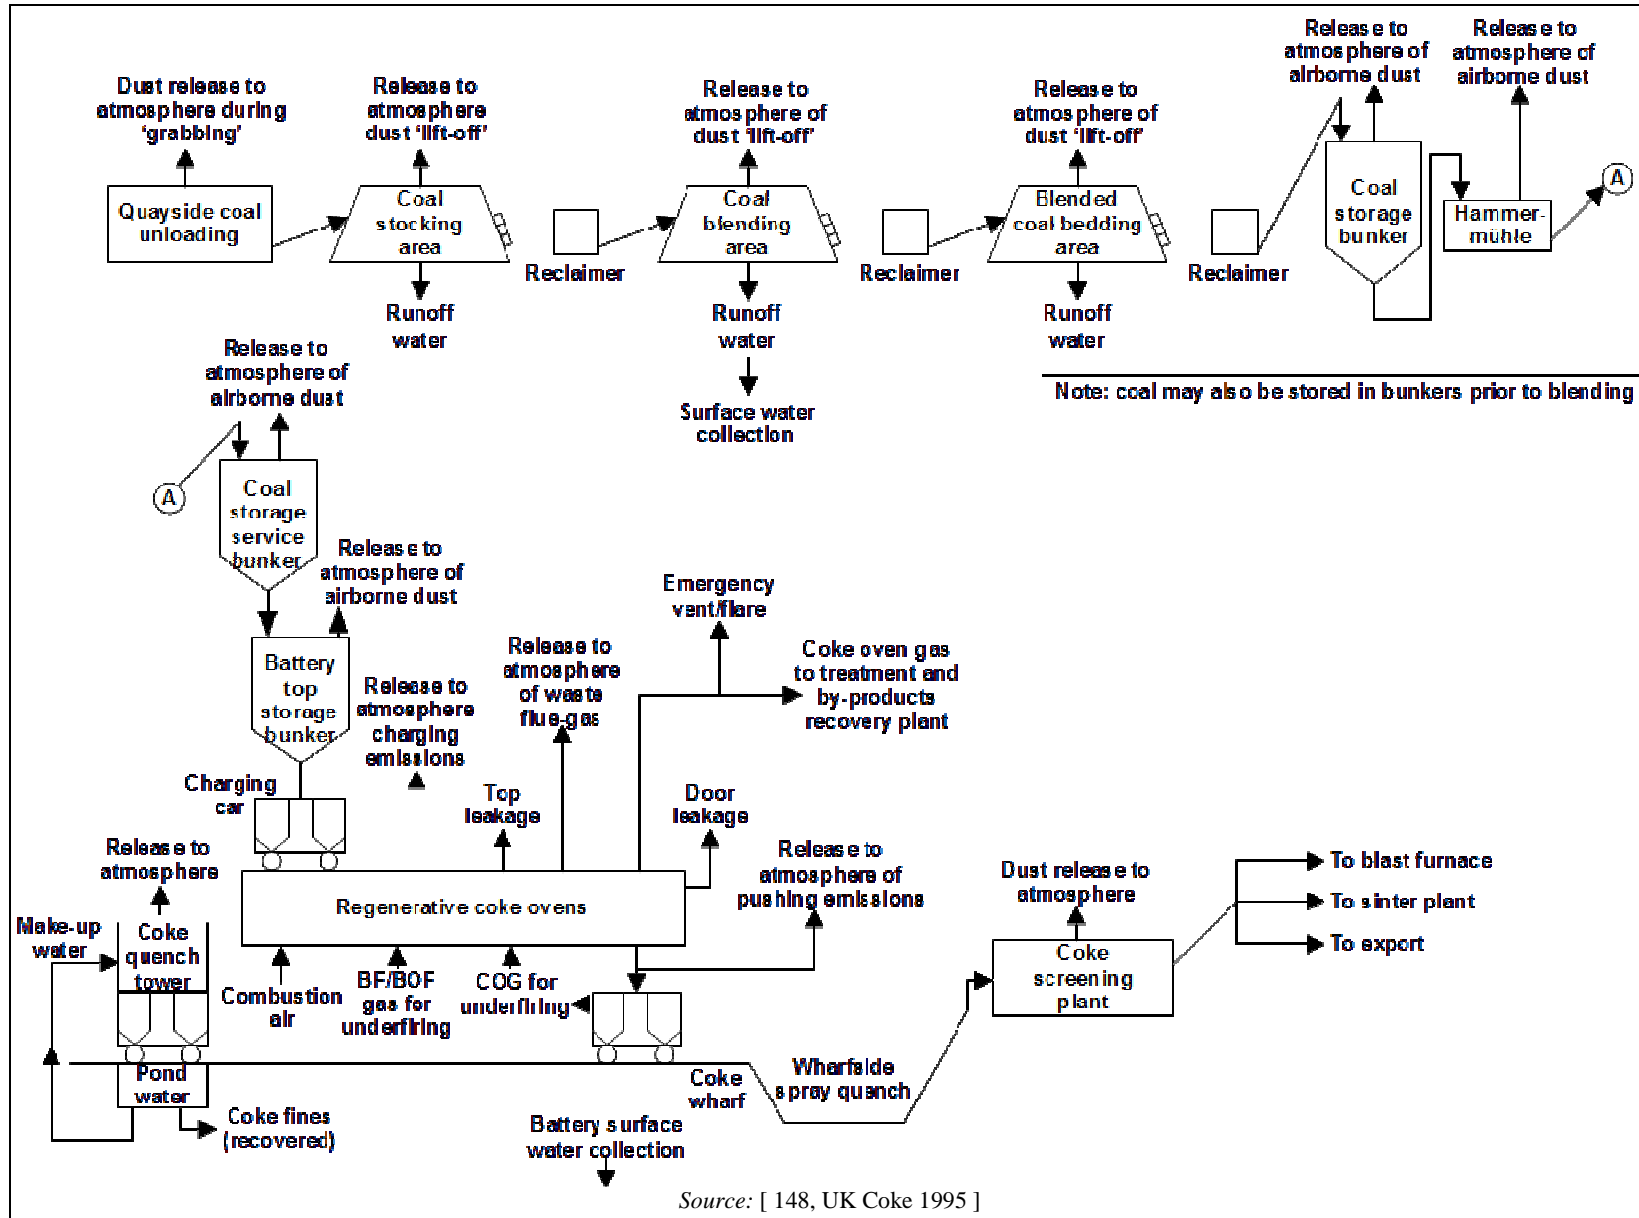 Dust release to
atmosphere during
‘grabbing’
Quayside coal
unloading
Release to
atmosphere
dust ‘lift-off’
Coal
stocking
area
Runoff
water
Reclaimer
Release to
atmosphere of
dust ‘lift-off’
Coal
blending
area
Runoff
water
Surface water
collection
Reclaimer
Release to
atmosphere of
dust ‘lift-off’
Blended
coal bedding
area
Runoff
water
Reclaimer
Release to
atmosphere of
airborne dust
Coal
storage
bunker
Release to
atmosphere of
airborne dust
Hammer-
mühle
A
Note: coal may also be stored in bunkers prior to blending
Release to
atmosphere of
airborne dust
A
Coal
storage
service
bunker
Release to
atmosphere of
airborne dust
Battery
top
storage
bunker
Charging
car
Release to
atmosphere
charging
emissions
Top
leakage
Release to
atmosphere
of waste
flue-gas
Emergency
vent/flare
Coke oven gas
to treatment and
by-products
recovery plant
Door
leakage
Release to
atmosphere of
pushing emissions
Regenerative coke ovens
Combustion
air
BF/BOF
gas for
underfiring
COG for
underfiring
Release to
atmosphere
Make-up
water
Coke
quench
tower
Pond
water
Coke fines
(recovered)
Battery surface
water collection
Coke
wharf
Wharfside
spray quench
Dust release to
atmosphere
Coke
screening
plant
To blast furnace
To sinter plant
To export
Source: [ 148, UK Coke 1995 ]